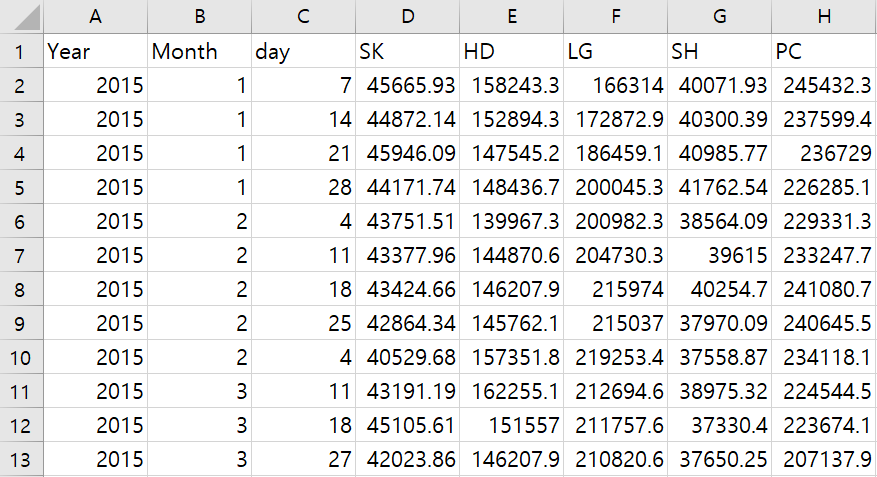 A B C D E F G H
1 Year Month day SK HD LG SH PC
2 2015 1 7 45665.93 158243.3 166314 40071.93 245432.3
3 2015 1 14 44872.14 152894.3 172872.9 40300.39 237599.4
4 2015 1 21 45946.09 147545.2 186459.1 40985.77 236729
5 2015 1 28 44171.74 148436.7 200045.3 41762.54 226285.1
6 2015 2 4 43751.51 139967.3 200982.3 38564.09 229331.3
7 2015 2 11 43377.96 144870.6 204730.3 39615 233247.7
8 2015 2 18 43424.66 146207.9 215974 40254.7 241080.7
9 2015 2 25 42864.34 145762.1 215037 37970.09 240645.5
10 2015 2 4 40529.68 157351.8 219253.4 37558.87 234118.1
11 2015 3 11 43191.19 162255.1 212694.6 38975.32 224544.5
12 2015 3 18 45105.61 151557 211757.6 37330.4 223674.1
13 2015 3 27 42023.86 146207.9 210820.6 37650.25 207137.9